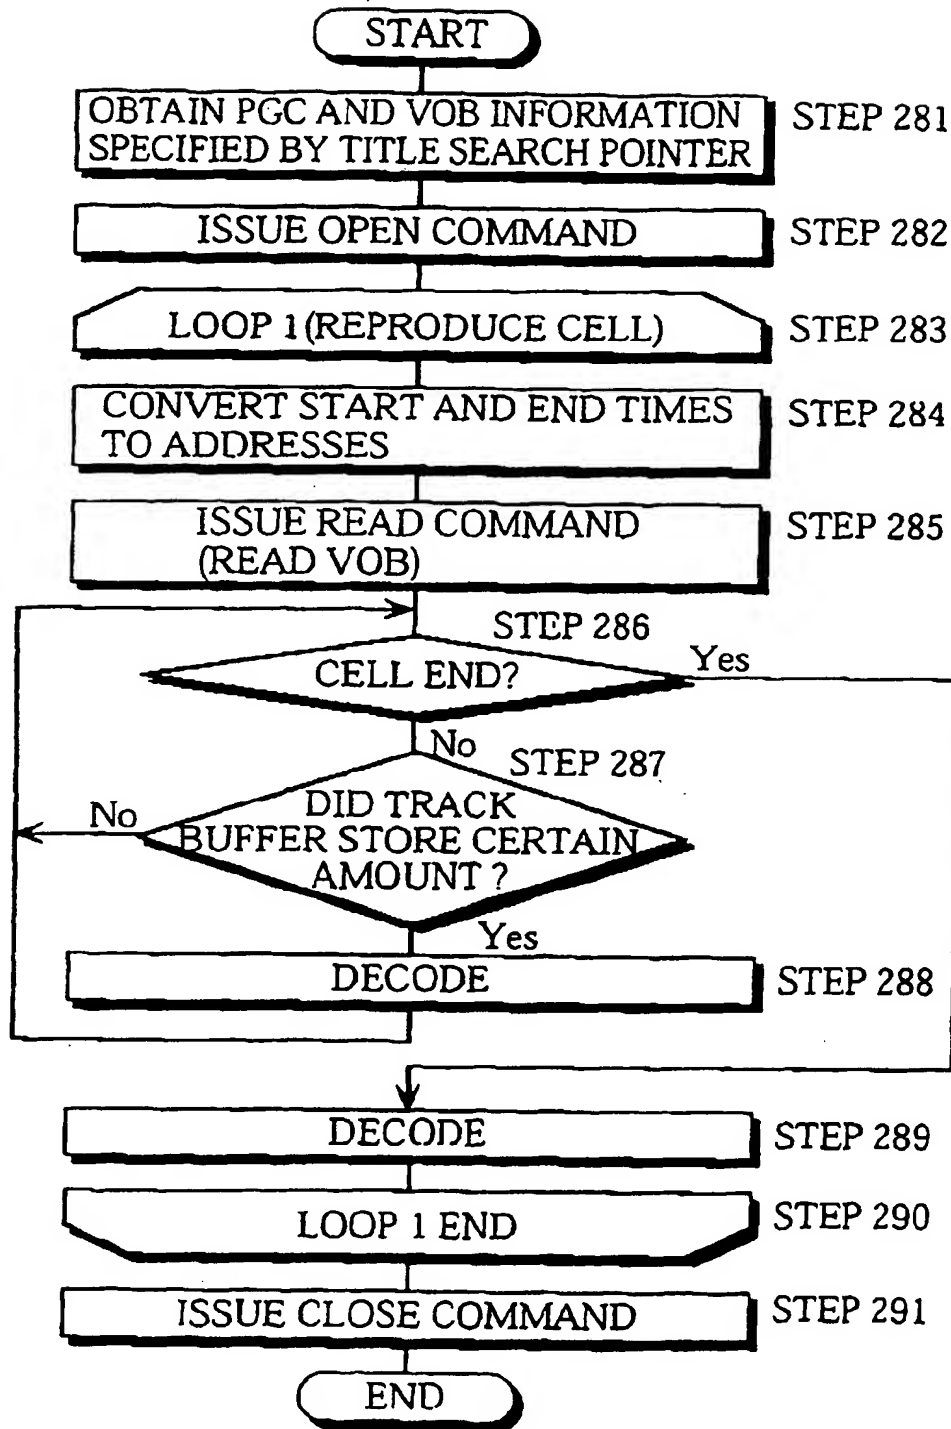 START
OBTAIN PGC AND VOB INFORMATION
SPECIFIED BY TITLE SEARCH POINTER
STEP 281
ISSUE OPEN COMMAND
STEP 282
LOOP 1(REPRODUCE CELL)
STEP 283
CONVERT START AND END TIMES
TO ADDRESSES
STEP 284
ISSUE READ COMMAND
(READ VOB)
STEP 285
STEP 286
CELL END?
Yes
No
STEP 287
DID TRACK
BUFFER STORE CERTAIN
AMOUNT ?
No
Yes
DECODE
STEP 288
DECODE
STEP 289
LOOP 1 END
STEP 290
ISSUE CLOSE COMMAND
STEP 291
END